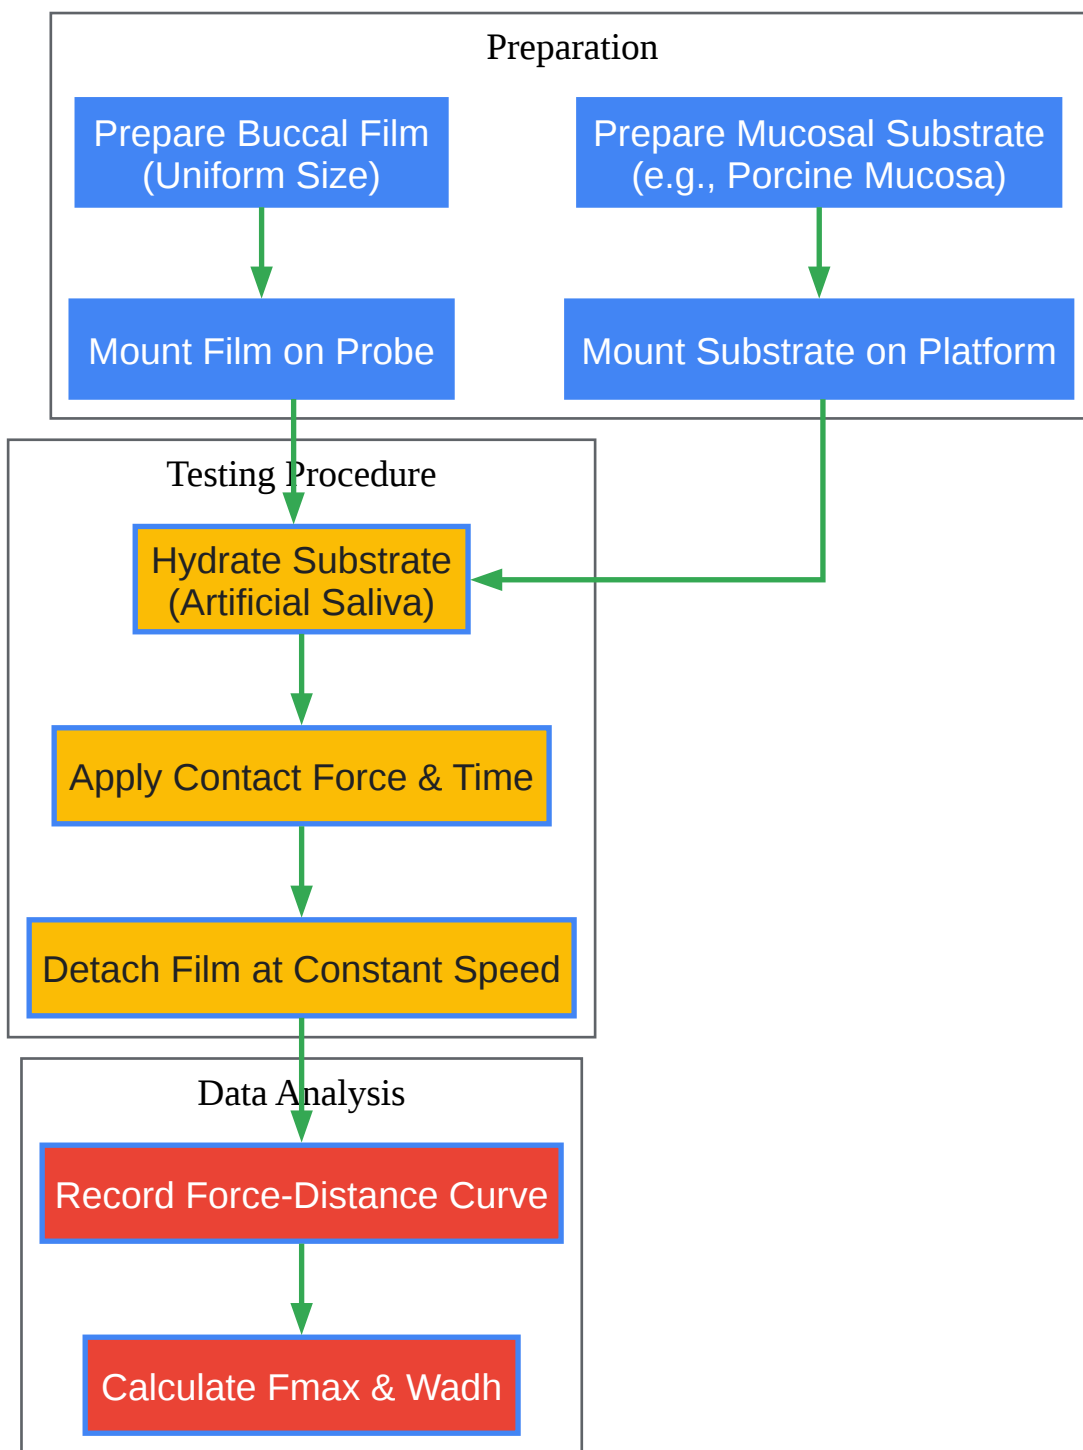 Preparation
Prepare Buccal Film
(Uniform Size)
Prepare Mucosal Substrate
(e.g., Porcine Mucosa)
Mount Film on Probe
Mount Substrate on Platform
Testing Procedure
Hydrate Substrate
(Artificial Saliva)
Apply Contact Force & Time
Detach Film at Constant Speed
Data Analysis
Record Force-Distance Curve
Calculate Fmax & Wadh